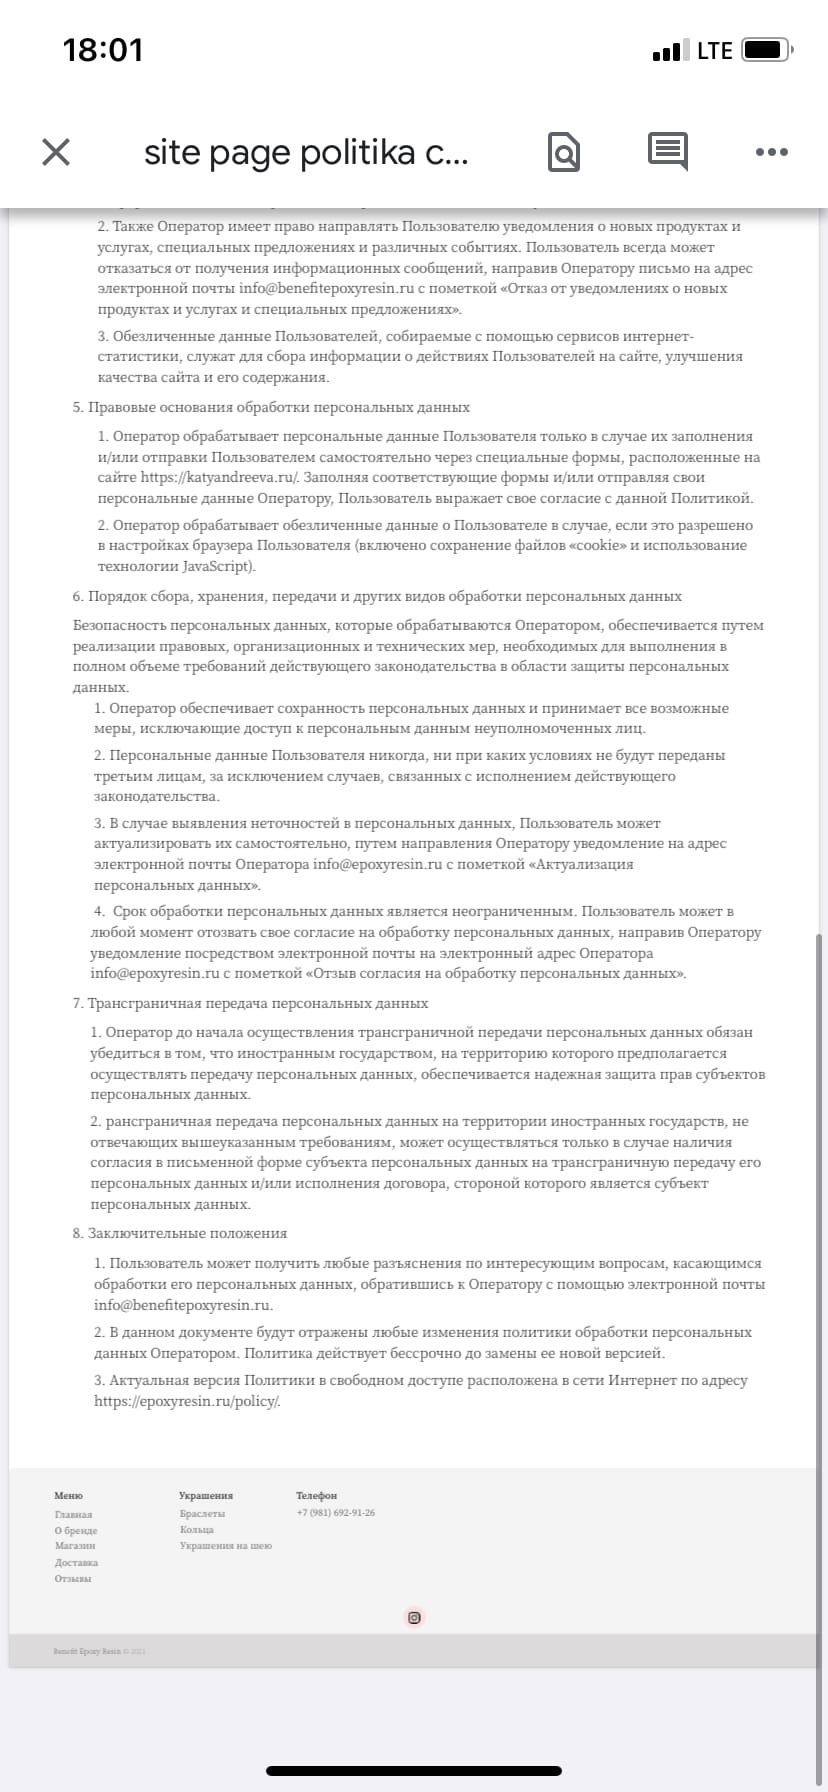 18:01
LTE
site page politika c...
2. Также Оператор имеет право направлять Пользователю уведомления о новых продуктах и
услугах, специальных предложениях и различных событиях. Пользователь всегда может
отказаться от получения информационных сообщений, направив Оператору письмо на адрес
электронной почты info@benefitepoxyresin.ru с пометкой «Отказ от уведомлениях о новых
продуктах и услугах и специальных предложениях».
3. Обезличенные данные Пользователей, собираемые с помощью сервисов интернет-
статистики, служат для сбора информации о действиях Пользователей на сайте, улучшения
качества сайта и его содержания.
5. Правовые основания обработки персональных данных
1. Оператор обрабатывает персональные данные Пользователя только в случае их заполнения
и/или отправки Пользователем самостоятельно через специальные формы, расположенные на
сайте https://katyandreeva.ru/. Заполняя соответствующие формы и/или отправляя свои
персональные данные Оператору, Пользователь выражает свое согласие с данной Политикой.
2. Оператор обрабатывает обезличенные данные о Пользователе в случае, если это разрешено
в настройках браузера Пользователя (включено сохранение файлов «cookie» и использование
технологии JavaScript).
6. Порядок сбора, хранения, передачи и других видов обработки персональных данных
Безопасность персональных данных, которые обрабатываются Оператором, обеспечивается путем
реализации правовых, организационных и технических мер, необходимых для выполнения в
полном объеме требований действующего законодательства в области защиты персональных
данных.
1. Оператор обеспечивает сохранность персональных данных и принимает все возможные
меры, исключающие доступ к персональным данным неуполномоченных лиц.
2. Персональные данные Пользователя никогда, ни при каких условиях не будут переданы
третьим лицам, за исключением случаев, связанных с исполнением действующего
законодательства.
3. В случае выявления неточностей в персональных данных, Пользователь может
актуализировать их самостоятельно, путем направления Оператору уведомление на адрес
электронной почты Оператора info@epoxyresin.ru с пометкой «Актуализация
персональных данных».
4. Срок обработки персональных данных является неограниченным. Пользователь может в
любой момент отозвать свое согласие на обработку персональных данных, направив Оператору
уведомление посредством электронной почты на электронный адрес Оператора
info@epoxyresin.ru с пометкой «Отзыв согласия на обработку персональных данных».
7. Трансграничная передача персональных данных
1. Оператор до начала осуществления трансграничной передачи персональных данных обязан
убедиться в том, что иностранным государством, на территорию которого предполагается
осуществлять передачу персональных данных, обеспечивается надежная защита прав субъектов
персональных данных.
2. рансграничная передача персональных данных на территории иностранных государств, не
отвечающих вышеуказанным требованиям, может осуществляться только в случае наличия
согласия в письменной форме субъекта персональных данных на трансграничную передачу его
персональных данных и/или исполнения договора, стороной которого является субъект
персональных данных.
8. Заключительные положения
1. Пользователь может получить любые разъяснения по интересующим вопросам, касающимся
обработки его персональных данных, обратившись к Оператору с помощью электронной почты
info@benefitepoxyresin.ru.
2. В данном документе будут отражены любые изменения политики обработки персональных
данных Оператором. Политика действует бессрочно до замены ее новой версией.
3. Актуальная версия Политики в свободном доступе расположена в сети Интернет по адресу
https://epoxyresin.ru/policy/.
Меню
Главная
О бренде
Магазин
Доставка
Отзывы
Украшения
Браслеты
Кольца
Украшения на шею
Телефон
+7 (981) 692-91-26
Benefit Epoxy Resin © 2021